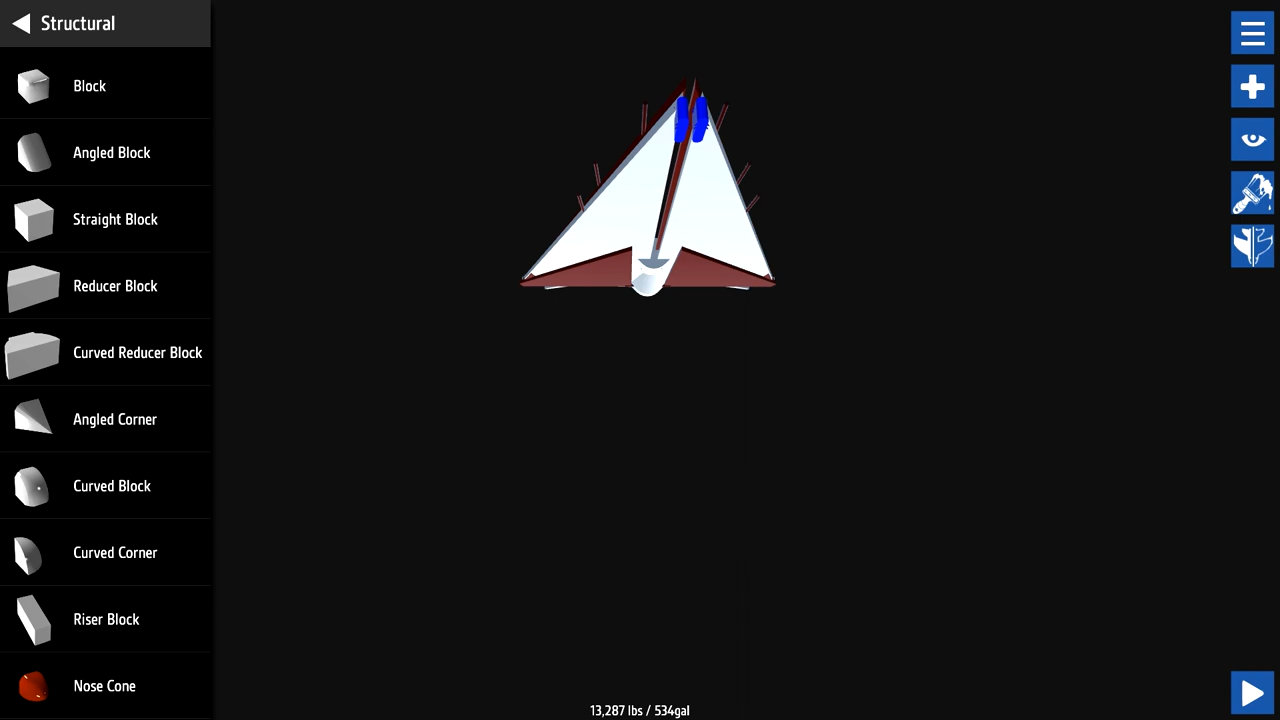 Structural
Block
Angled Block
Straight Block
Reducer Block
Curved Reducer Block
Angled Corner
Curved Block
Curved Corner
Riser Block
Nose Cone
13,287 lbs / 534gal